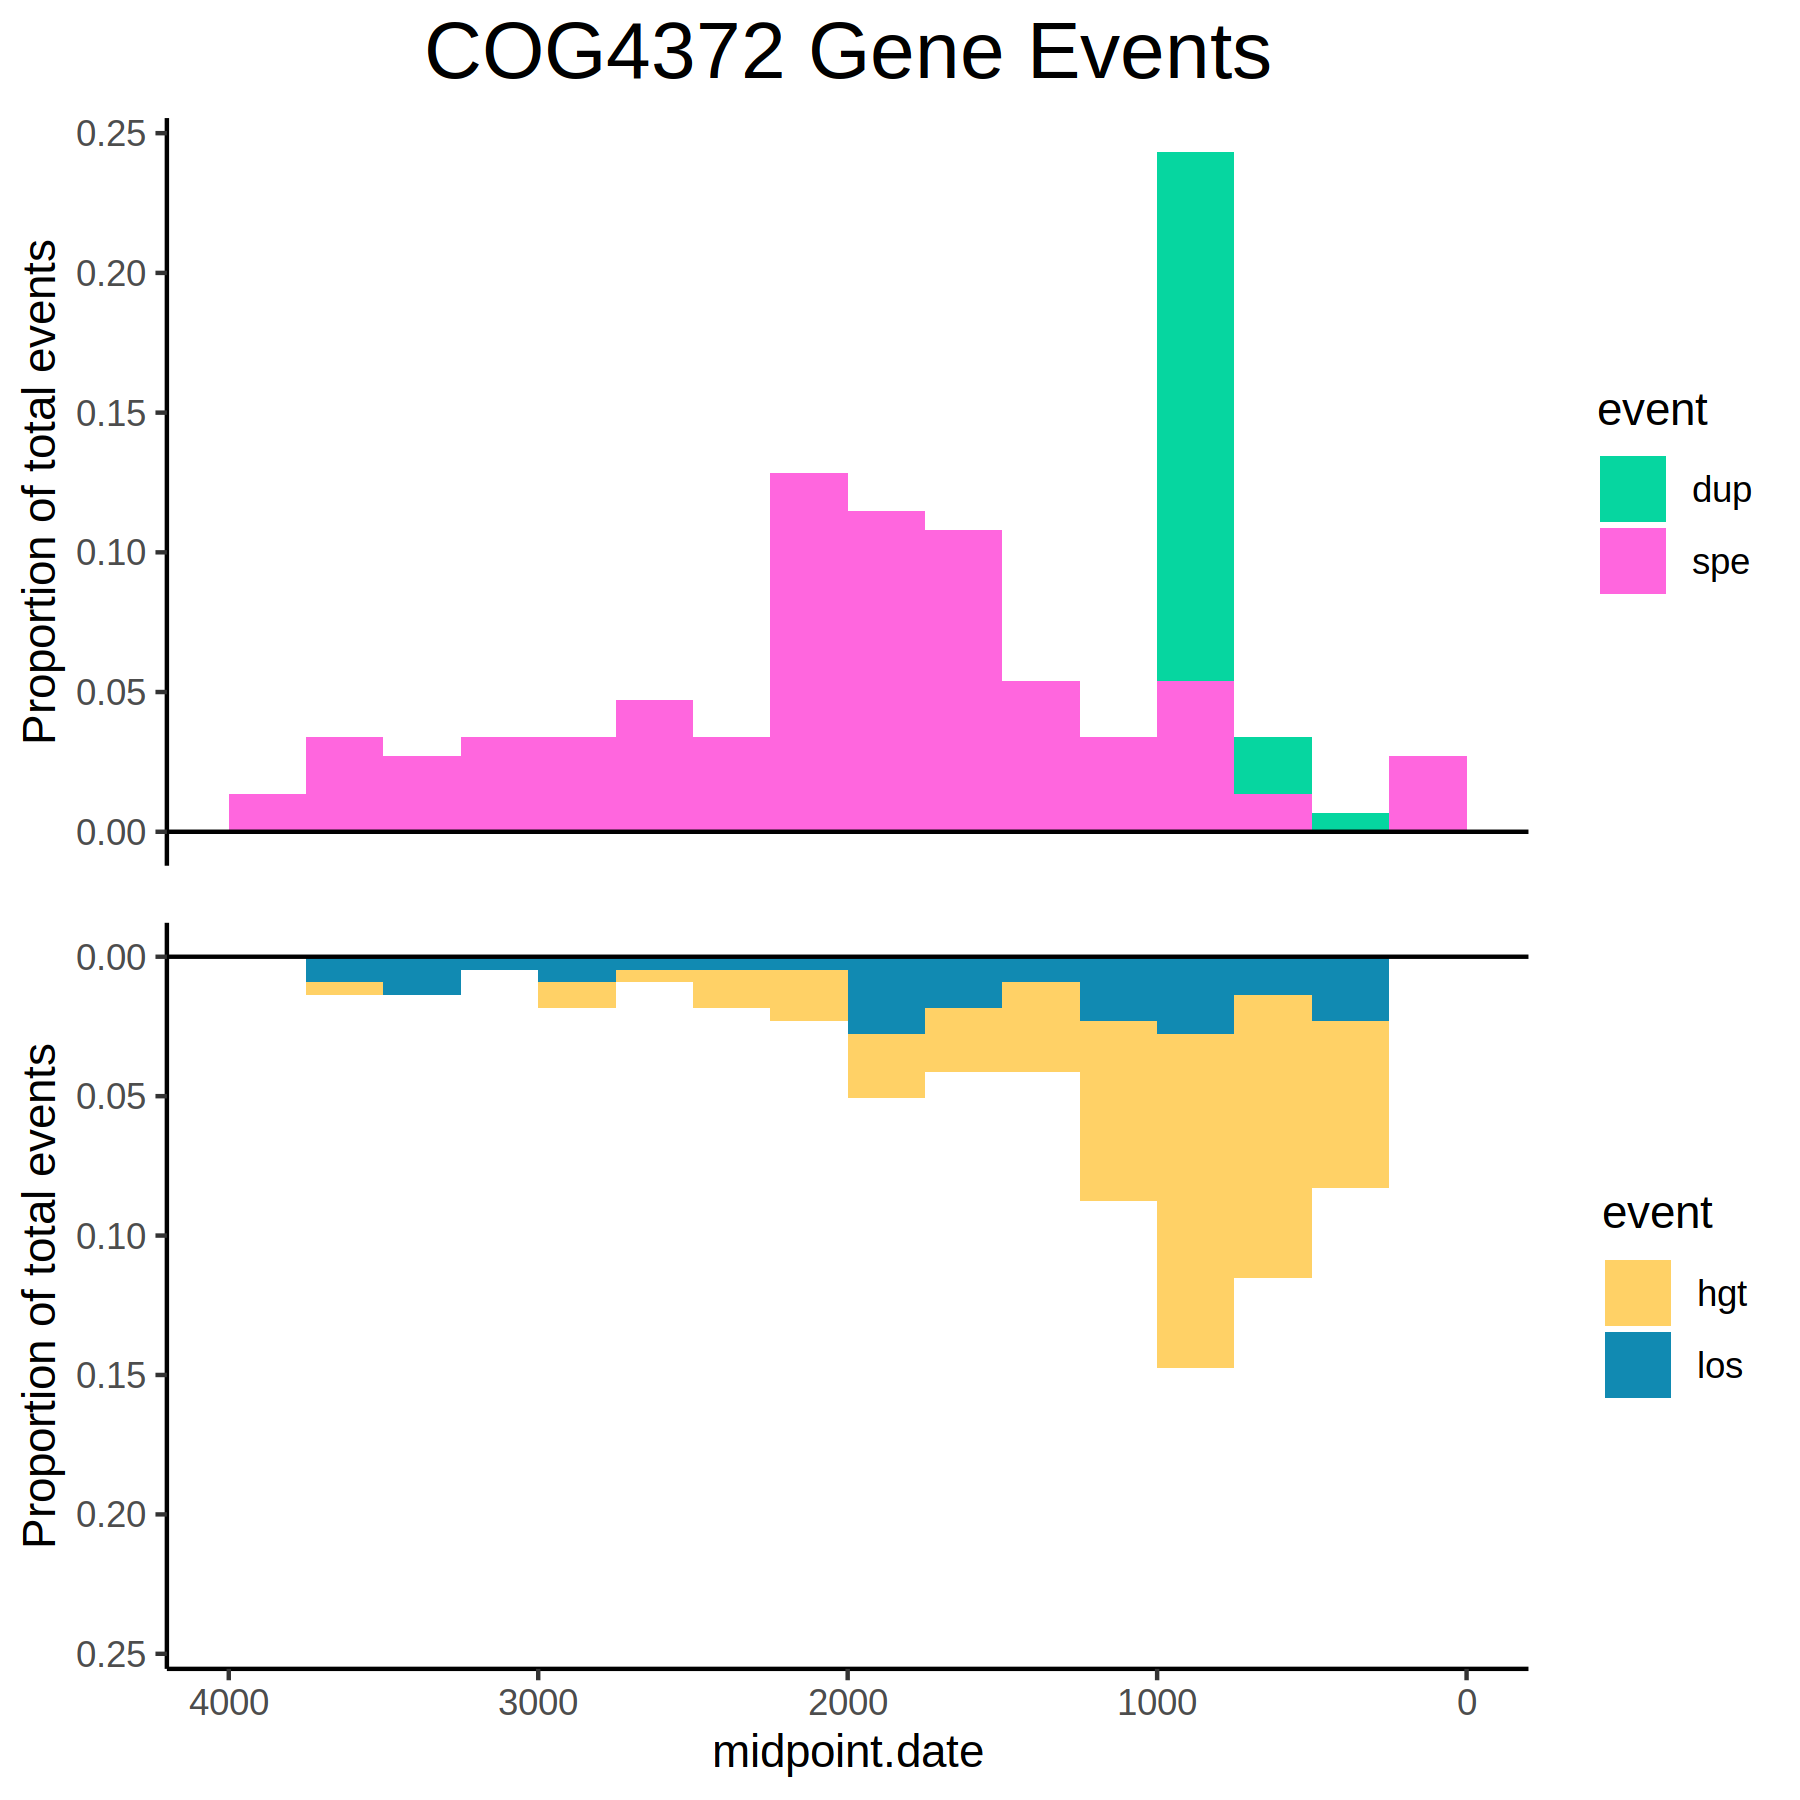 COG4372 Gene Events
Proportion of total events
0.25
0.20
0.15
0.10
0.05
0.00
event
dup
spe
Proportion of total events
0.00
0.05
0.10
0.15
0.20
0.25
event
hgt
los
4000 3000 2000 1000 0
midpoint.date